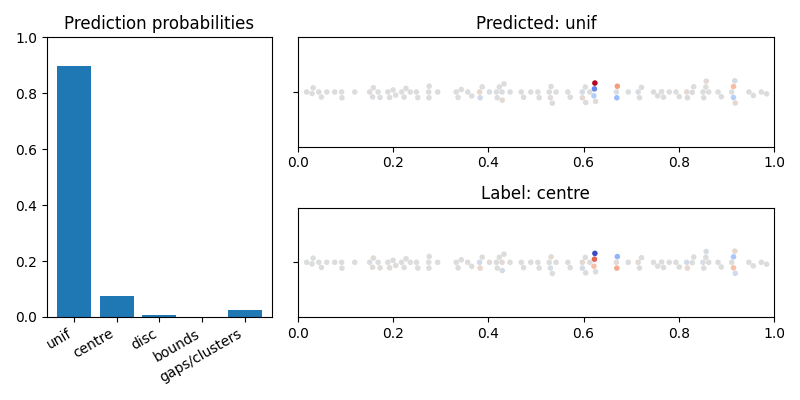 Prediction probabilities
1.0
0.8
0.6
0.4
0.2
0.0
unif
centre
disc
bounds
gaps/clusters
Predicted: unif
0.0 0.2 0.4 0.6 0.8 1.0
Label: centre
0.0 0.2 0.4 0.6 0.8 1.0